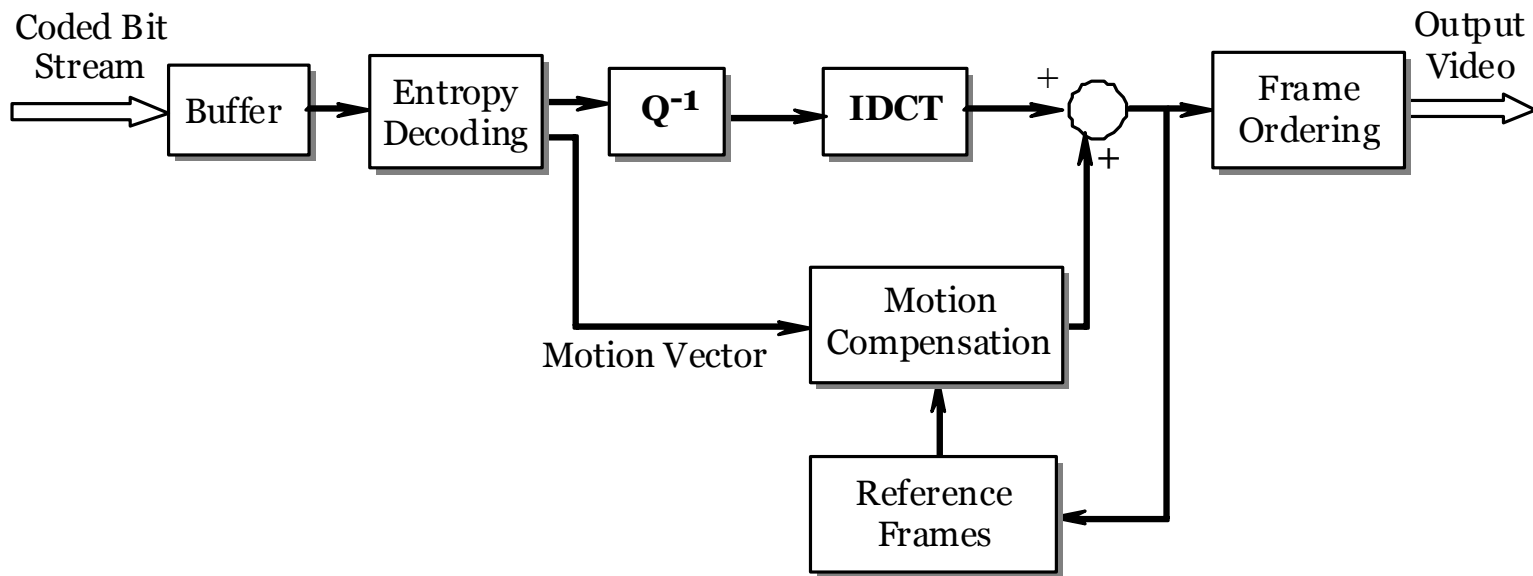 Coded Bit
Stream
Buffer
Entropy
Decoding
Q⁻¹
IDCT
+
+
Frame
Ordering
Output
Video
Motion Vector
Motion
Compensation
Reference
Frames